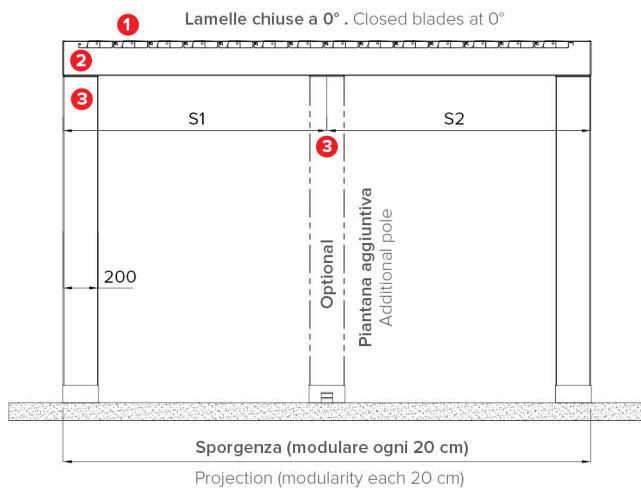 Lamelle chiuse a 0° . Closed blades at 0°
1
2
3
S1
S2
3
200
Optional
Piantana aggiuntiva
Additional pole
Sporgenza (modulare ogni 20 cm)
Projection (modularity each 20 cm)